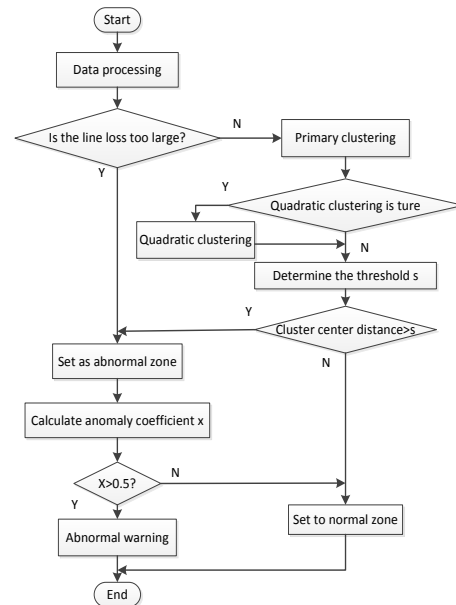 Start
Data processing
Is the line loss too large?
N
Primary clustering
Y
Y
Quadratic clustering is ture
Quadratic clustering
N
Determine the threshold s
Y
Cluster center distance>s
Set as abnormal zone
N
Calculate anomaly coefficient x
X>0.5?
N
Y
Abnormal warning
Set to normal zone
End